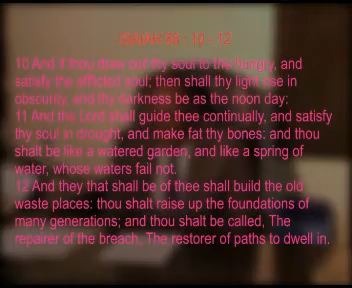 ISAIAH 58 : 10 - 12
10 And if thou draw out thy soul to the hungry, and
satisfy the afflicted soul; then shall thy light rise in
obscurity, and thy darkness be as the noon day:
11 And the Lord shall guide thee continually, and satisfy
thy soul in drought, and make fat thy bones: and thou
shalt be like a watered garden, and like a spring of
water, whose waters fail not.
12 And they that shall be of thee shall build the old
waste places: thou shalt raise up the foundations of
many generations; and thou shalt be called, The
repairer of the breach, The restorer of paths to dwell in.